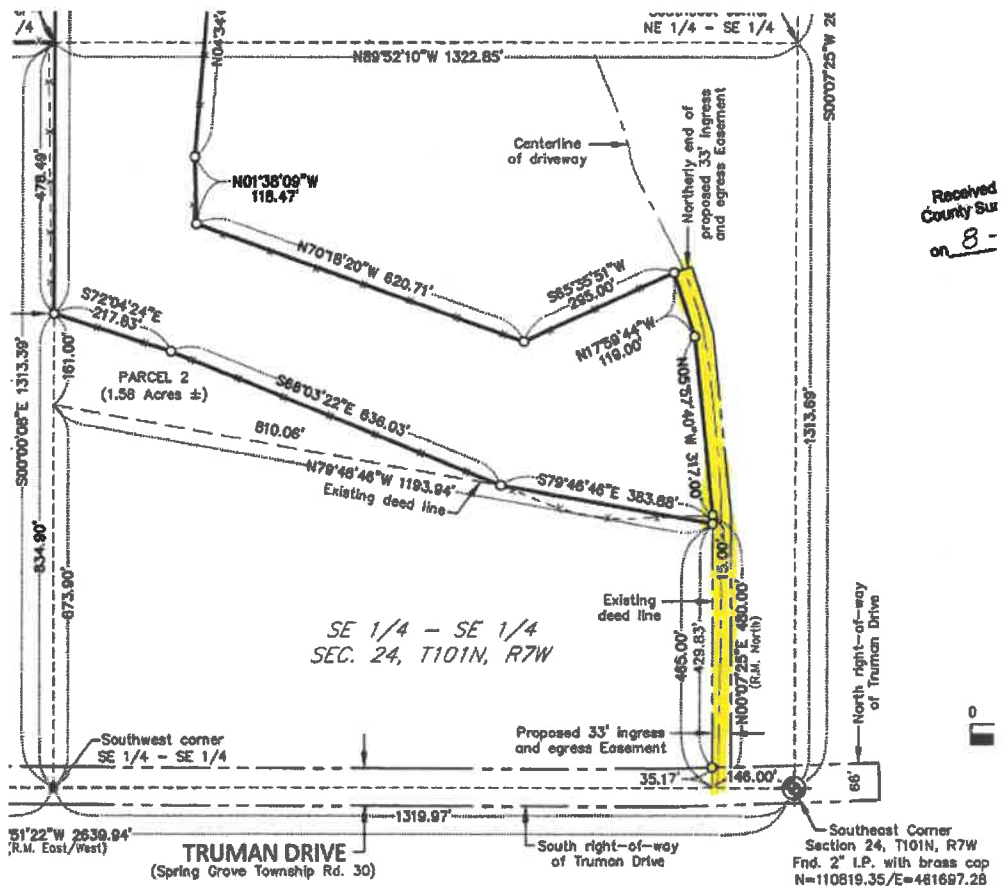 /4
NE 1/4 - SE 1/4
N89°52'10"W 1322.85'
S00°07'25"W
N04°34'
478.49'
N01°38'09"W
118.47'
Centerline
of driveway
Northerly end of
proposed 33' ingress
and egress Easement
Received
County Sur
on 8 -
N70°18'20"W 620.71'
S65°35'51"W
295.00'
N17°59'44"W
119.00'
S72°04'24"E
217.83'
PARCEL 2
(1.58 Acres ±)
161.00'
S00°00'08"E 1313.39'
S68°03'22"E 636.03'
N05°57'40"W 317.00'
1313.69'
810.06'
N79°46'46"W 1193.94'
Existing deed line
S79°46'46"E 383.88'
15.00'
634.90'
673.90'
Existing
deed line
465.00'
429.83'
N00°07'25"E 480.00'
(R.M. North)
SE 1/4 - SE 1/4
SEC. 24, T101N, R7W
North right-of-way
of Truman Drive
0
Southwest corner
SE 1/4 - SE 1/4
Proposed 33' ingress
and egress Easement
35.17'
146.00'
66'
1319.97'
51'22"W 2639.94'
(R.M. East/West)
TRUMAN DRIVE
(Spring Grove Township Rd. 30)
South right-of-way
of Truman Drive
Southeast Corner
Section 24, T101N, R7W
Fnd. 2" I.P. with brass cap
N=110819.35/E=461697.28